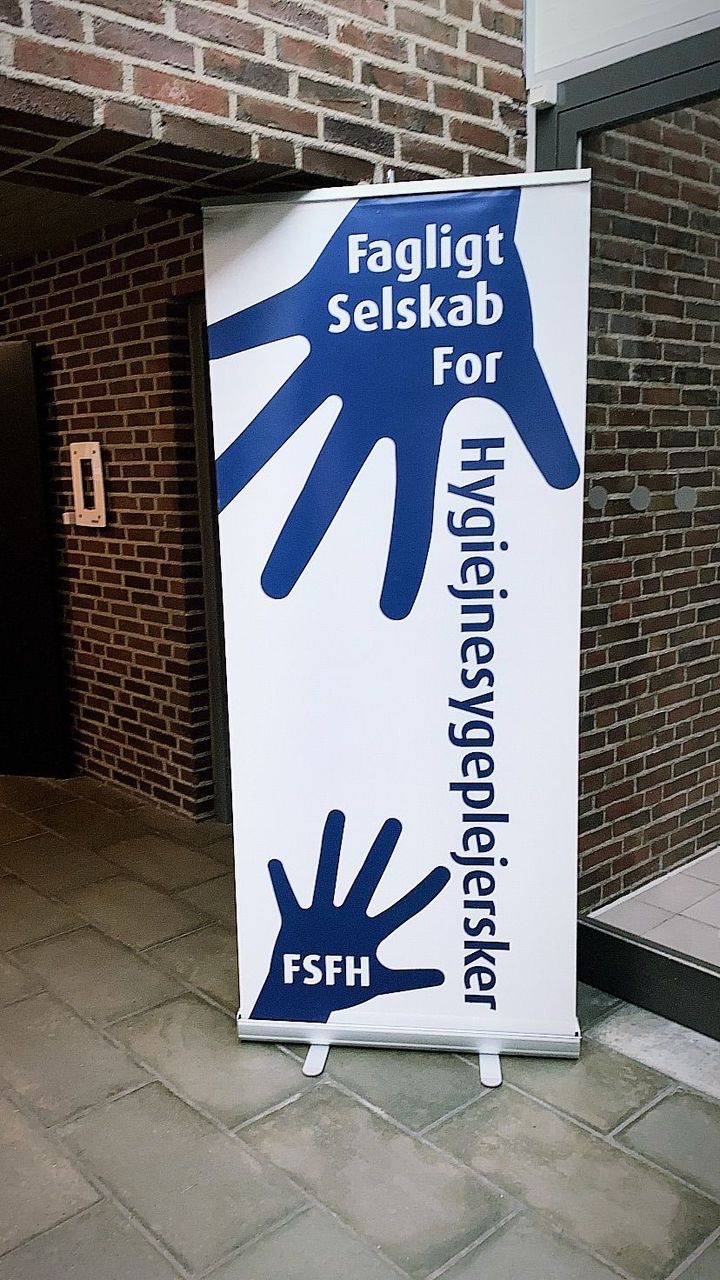 Fagligt
Selskab
For
Hygiejnesygeplejersker
FSFH